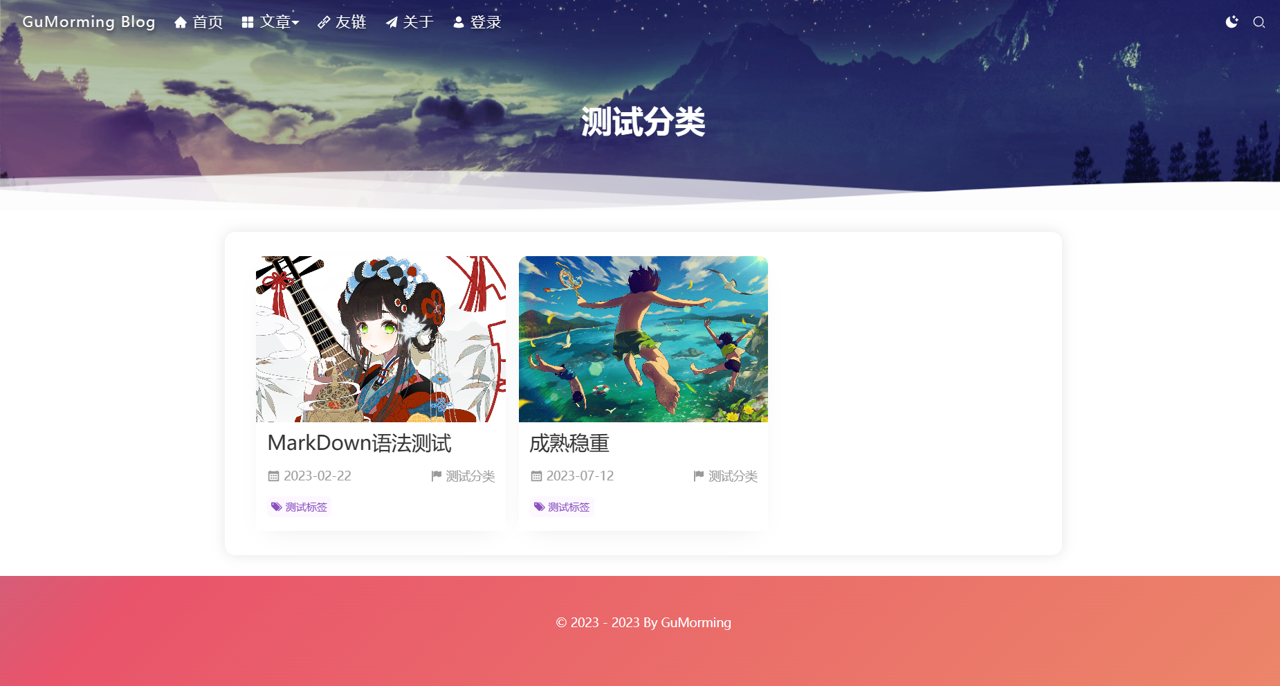 GuMorming Blog 首页 文章 友链 关于 登录
测试分类
MarkDown语法测试
2023-02-22 测试分类
测试标签
成熟稳重
2023-07-12 测试分类
测试标签
© 2023 - 2023 By GuMorming